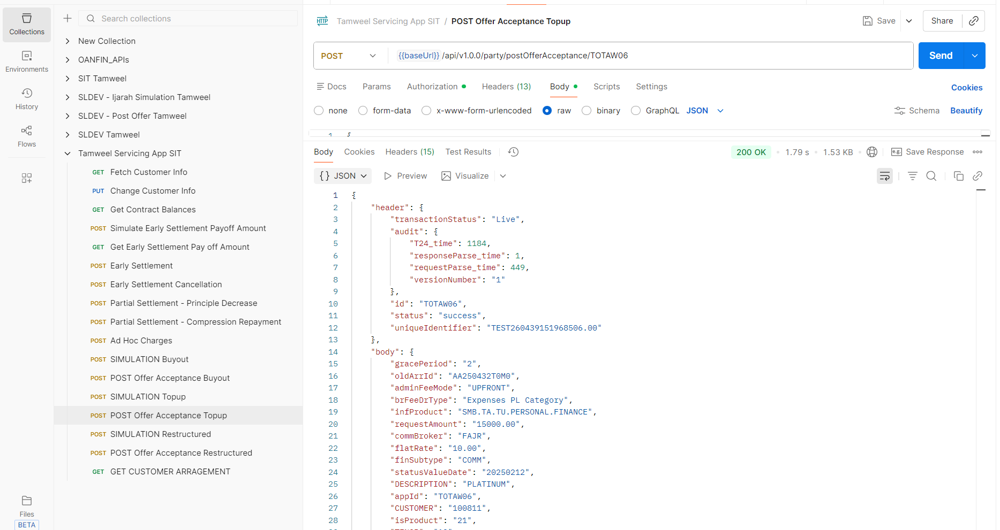 Collections
Environments
History
Flows
Files
BETA
Search collections
New Collection
OANFIN_APIs
SIT Tamweel
SLDEV - Ijarah Simulation Tamweel
SLDEV - Post Offer Tamweel
SLDEV Tamweel
Tamweel Servicing App SIT
GET Fetch Customer Info
PUT Change Customer Info
GET Get Contract Balances
POST Simulate Early Settlement Payoff Amount
GET Get Early Settlement Pay off Amount
POST Early Settlement
POST Early Settlement Cancellation
POST Partial Settlement - Principle Decrease
POST Partial Settlement - Compression Repayment
POST Ad Hoc Charges
POST SIMULATION Buyout
POST POST Offer Acceptance Buyout
POST SIMULATION Topup
POST POST Offer Acceptance Topup
POST SIMULATION Restructured
POST POST Offer Acceptance Restructured
GET GET CUSTOMER ARRAGEMENT
HTTP Tamweel Servicing App SIT / POST Offer Acceptance Topup Save Share
POST {{baseUrl}} /api/v1.0.0/party/postOfferAcceptance/TOTAW06 Send
Docs Params Authorization Headers (13) Body Scripts Settings Cookies
none form-data x-www-form-urlencoded raw binary GraphQL JSON Schema Beautify
1 {
Body Cookies Headers (15) Test Results 200 OK 1.79 s 1.53 KB e.g. Save Response
{} JSON Preview Visualize
1 {
2 "header": {
3 "transactionStatus": "Live",
4 "audit": {
5 "T24_time": 1184,
6 "responseParse_time": 1,
7 "requestParse_time": 449,
8 "versionNumber": "1"
9 },
10 "id": "TOTAW06",
11 "status": "success",
12 "uniqueIdentifier": "TEST260439151968506.00"
13 },
14 "body": {
15 "gracePeriod": "2",
16 "oldArrId": "AA250432T0M0",
17 "adminFeeMode": "UPFRONT",
18 "brFeeDrType": "Expenses PL Category",
19 "infProduct": "SMB.TA.TU.PERSONAL.FINANCE",
20 "requestAmount": "15000.00",
21 "commBroker": "FAJR",
22 "flatRate": "10.00",
23 "finSubtype": "COMM",
24 "statusValueDate": "20250212",
25 "DESCRIPTION": "PLATINUM",
26 "appId": "TOTAW06",
27 "CUSTOMER": "100811",
28 "isProduct": "21",